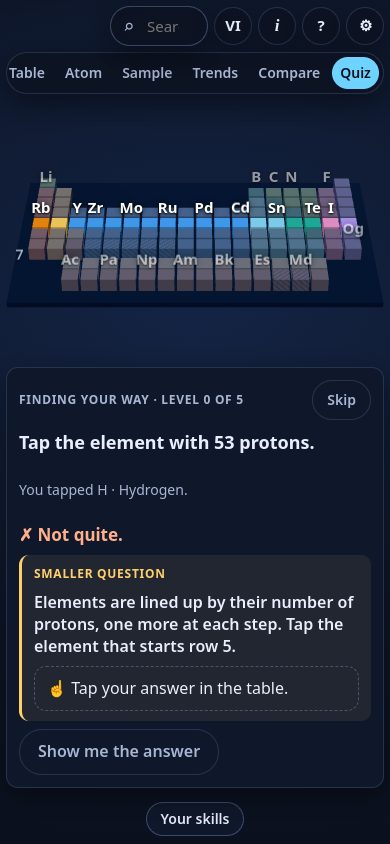 Sear
VI
i
?
Table Atom Sample Trends Compare Quiz
Li B C N F
Rb Y Zr Mo Ru Pd Cd Sn Te I
Og
7
Ac Pa Np Am Bk Es Md
FINDING YOUR WAY · LEVEL 0 OF 5
Skip
Tap the element with 53 protons.
You tapped H · Hydrogen.
✗ Not quite.
SMALLER QUESTION
Elements are lined up by their number of
protons, one more at each step. Tap the
element that starts row 5.
☝ Tap your answer in the table.
Show me the answer
Your skills